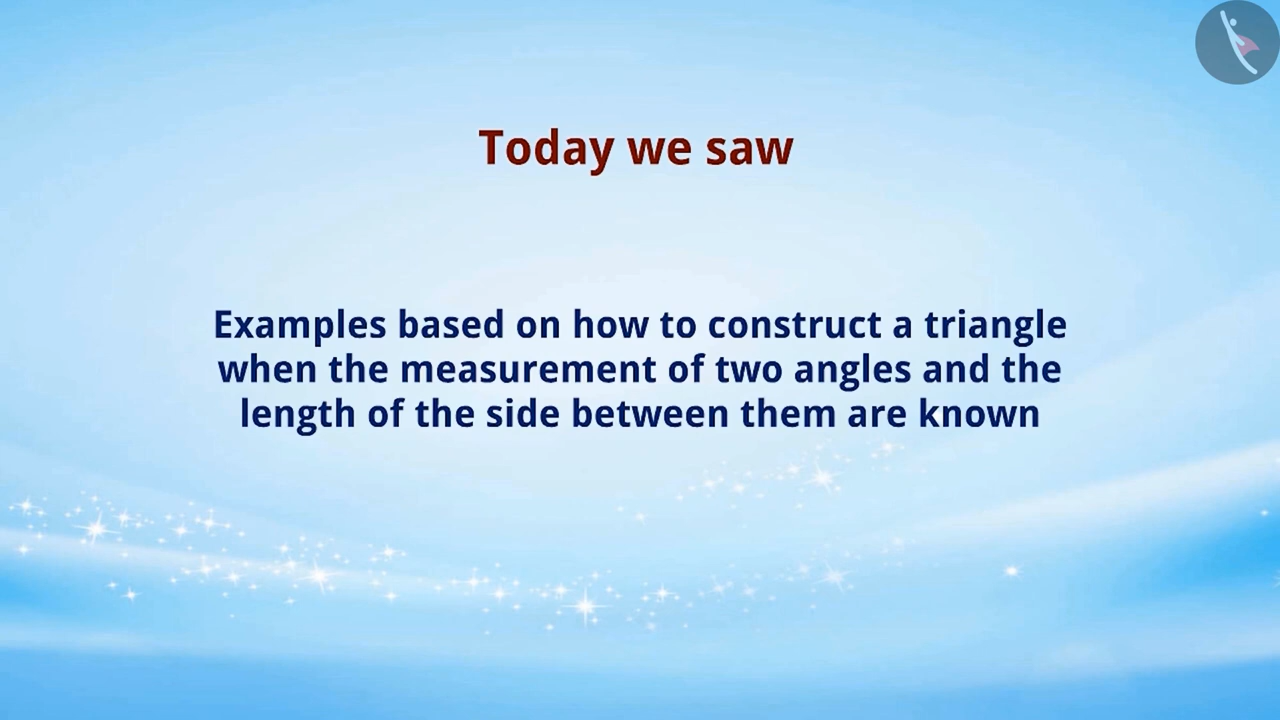 Today we saw
Examples based on how to construct a triangle
when the measurement of two angles and the
length of the side between them are known